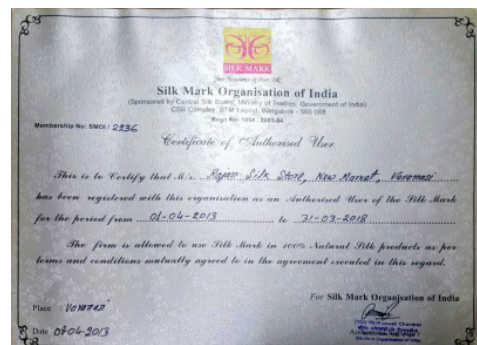 SILK MARK
Silk Mark Organisation of India
(Sponsored by Central Silk Board, Ministry of Textiles, Government of India)
CSB Complex, BTM Layout, Bangalore - 560 068
Membership No: SMOI / 2236
Certificate of Authorised User
This is to Certify that M/s. Rajan Silk Store, New Market, Varanasi
has been registered with this organisation as an Authorised User of the Silk Mark
for the period from 01-04-2013 to 31-03-2018
The firm is allowed to use Silk Mark in 100% Natural Silk products as per
terms and conditions mutually agreed to in the agreement executed in this regard.
For Silk Mark Organisation of India
Place : Varanasi
Date 01-04-2013